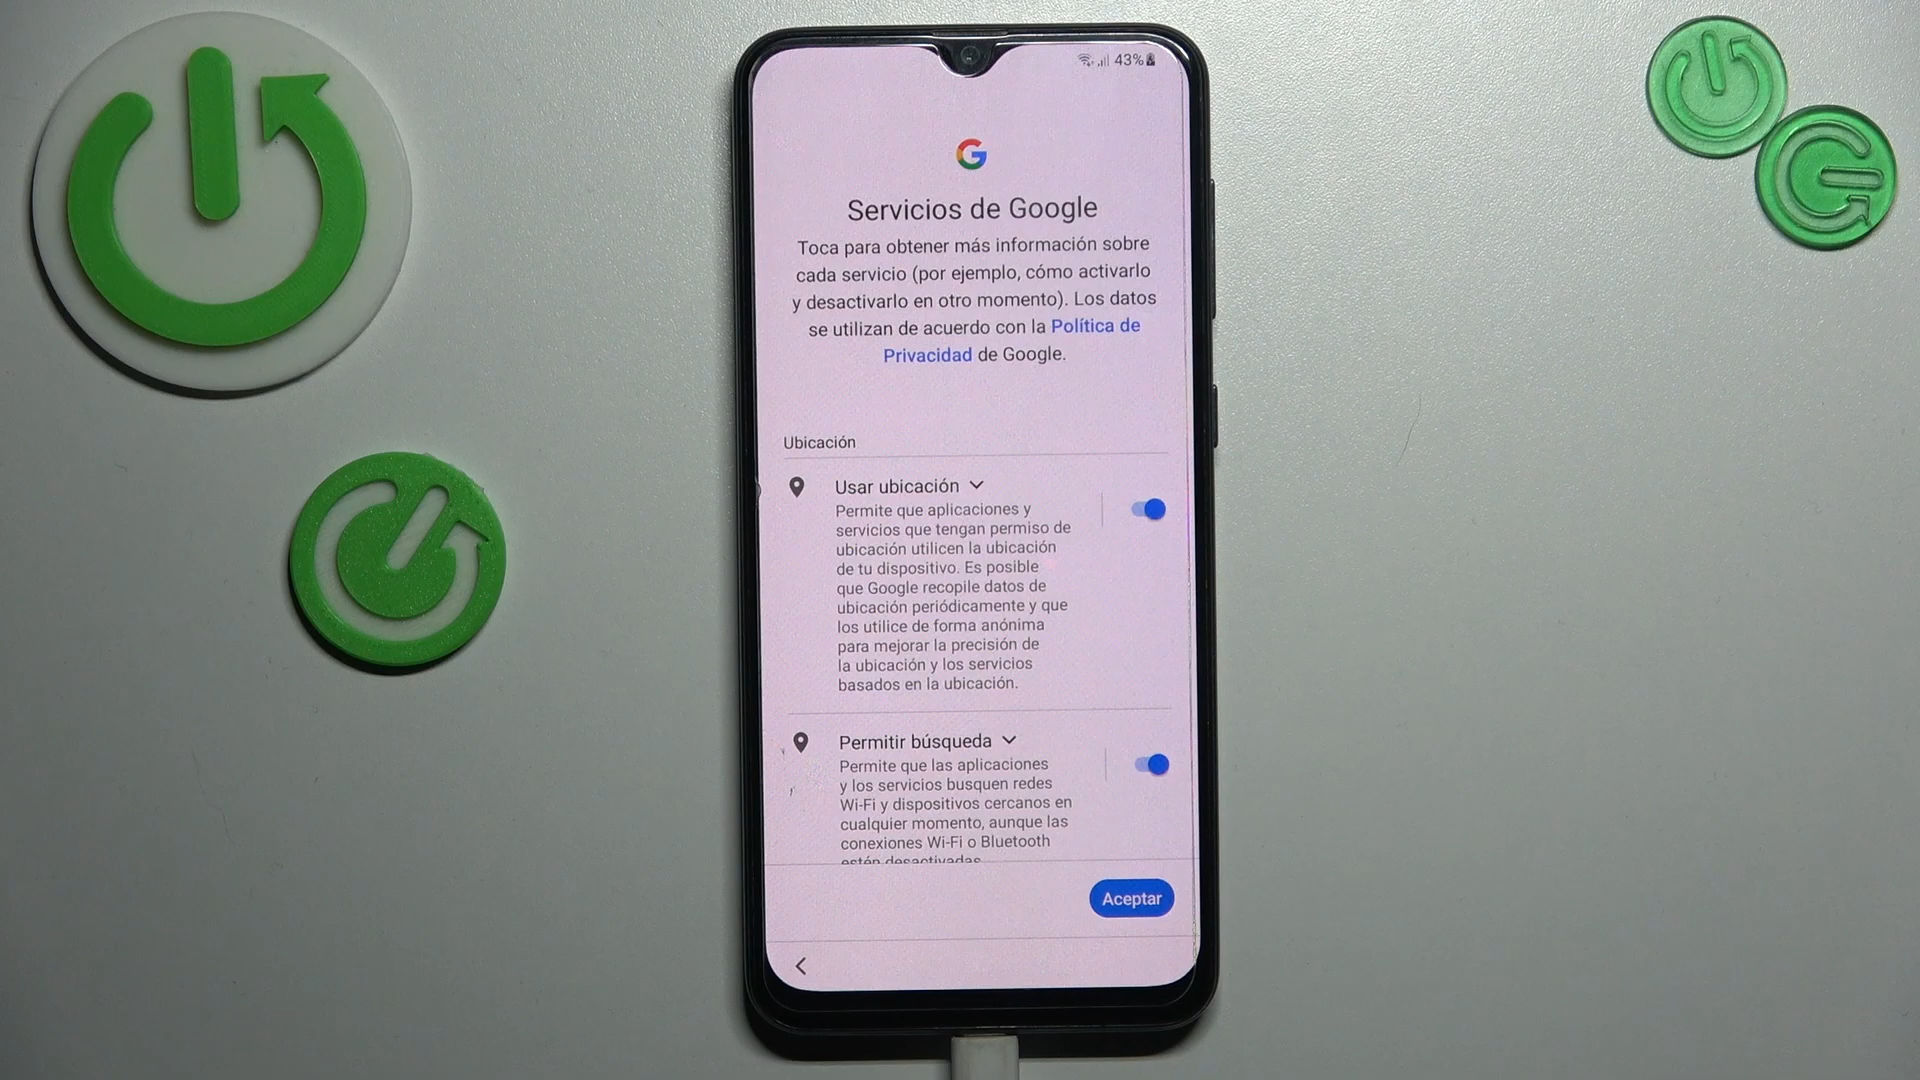 43%
Servicios de Google
Toca para obtener más información sobre
cada servicio (por ejemplo, cómo activarlo
y desactivarlo en otro momento). Los datos
se utilizan de acuerdo con la Política de
Privacidad de Google.
Ubicación
Usar ubicación
Permite que aplicaciones y
servicios que tengan permiso de
ubicación utilicen la ubicación
de tu dispositivo. Es posible
que Google recopile datos de
ubicación periódicamente y que
los utilice de forma anónima
para mejorar la precisión de
la ubicación y los servicios
basados en la ubicación.
Permitir búsqueda
Permite que las aplicaciones
y los servicios busquen redes
Wi-Fi y dispositivos cercanos en
cualquier momento, aunque las
conexiones Wi-Fi o Bluetooth
estén desactivadas.
Aceptar